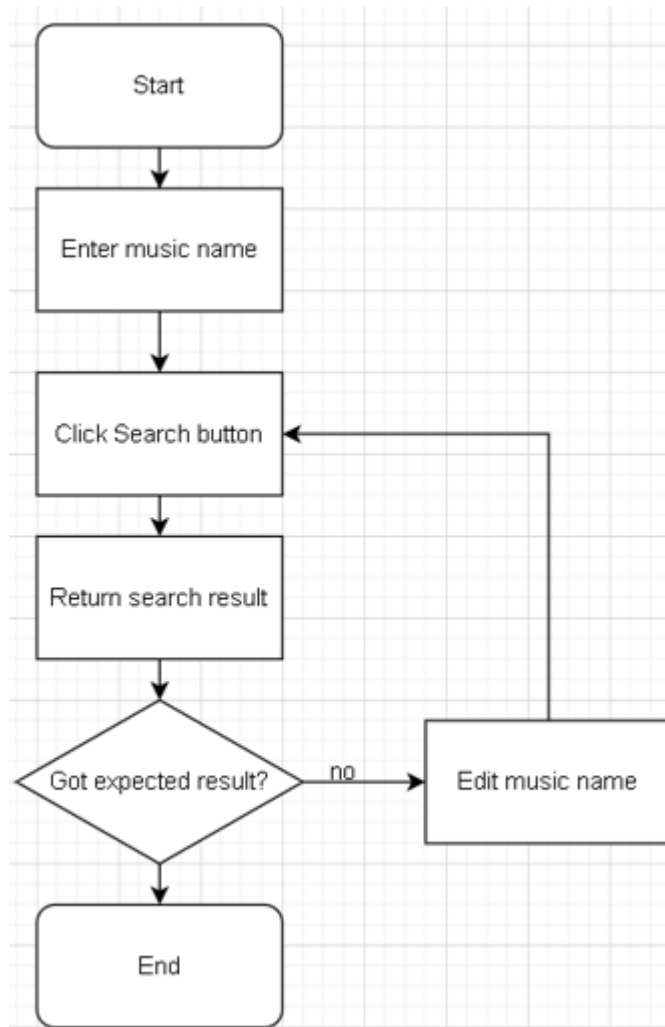 Start
Enter music name
Click Search button
Return search result
Got expected result?
no
Edit music name
End